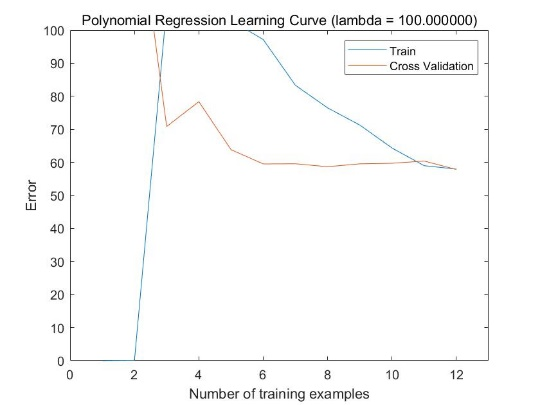 Polynomial Regression Learning Curve (lambda = 100.000000)
Train
Cross Validation
Error
100
90
80
70
60
50
40
30
20
10
0
0 2 4 6 8 10 12
Number of training examples